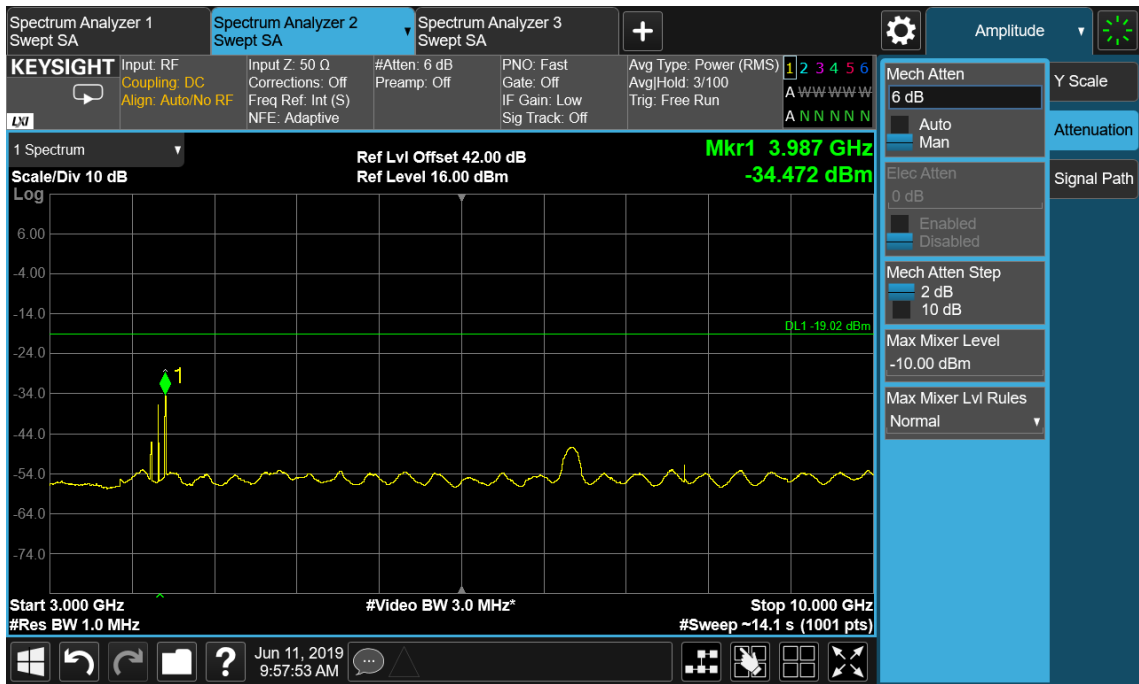 Spectrum Analyzer 1
Swept SA
Spectrum Analyzer 2
Swept SA
Spectrum Analyzer 3
Swept SA
Amplitude
KEYSIGHT
LXI
Input: RF
Coupling: DC
Align: Auto/No RF
Input Z: 50 Ω
Corrections: Off
Freq Ref: Int (S)
NFE: Adaptive
#Atten: 6 dB
Preamp: Off
PNO: Fast
Gate: Off
IF Gain: Low
Sig Track: Off
Avg Type: Power (RMS)
Avg|Hold: 3/100
Trig: Free Run
1 2 3 4 5 6
A W W W W W
A N N N N N
1 Spectrum
Scale/Div 10 dB
Ref Lvl Offset 42.00 dB
Ref Level 16.00 dBm
Mkr1 3.987 GHz
-34.472 dBm
Log
6.00
-4.00
-14.0
DL1 -19.02 dBm
-24.0
1
-34.0
-44.0
-54.0
-64.0
-74.0
Start 3.000 GHz
#Video BW 3.0 MHz*
Stop 10.000 GHz
#Res BW 1.0 MHz
#Sweep ~14.1 s (1001 pts)
Mech Atten
6 dB
Auto
Man
Elec Atten
0 dB
Enabled
Disabled
Mech Atten Step
2 dB
10 dB
Max Mixer Level
-10.00 dBm
Max Mixer Lvl Rules
Normal
Y Scale
Attenuation
Signal Path
?
Jun 11, 2019
9:57:53 AM